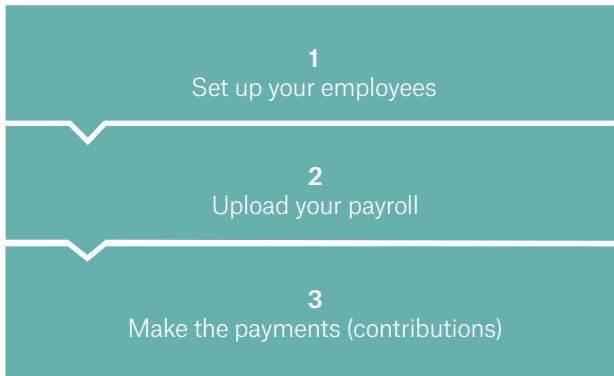 1
Set up your employees
2
Upload your payroll
3
Make the payments (contributions)